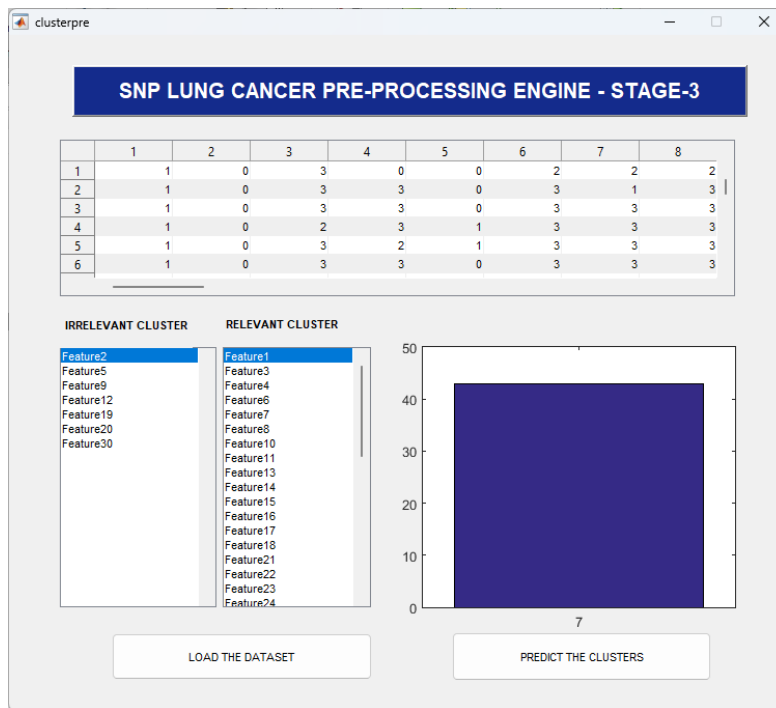 clusterpre
SNP LUNG CANCER PRE-PROCESSING ENGINE - STAGE-3
1 2 3 4 5 6 7 8
1 1 0 3 0 0 2 2 2
2 1 0 3 3 0 3 1 3
3 1 0 3 3 0 3 3 3
4 1 0 2 3 1 3 3 3
5 1 0 3 2 1 3 3 3
6 1 0 3 3 0 3 3 3
IRRELEVANT CLUSTER
Feature2
Feature5
Feature9
Feature12
Feature19
Feature20
Feature30
RELEVANT CLUSTER
Feature1
Feature3
Feature4
Feature6
Feature7
Feature8
Feature10
Feature11
Feature13
Feature14
Feature15
Feature16
Feature17
Feature18
Feature21
Feature22
Feature23
Feature24
50
40
30
20
10
0
7
LOAD THE DATASET
PREDICT THE CLUSTERS